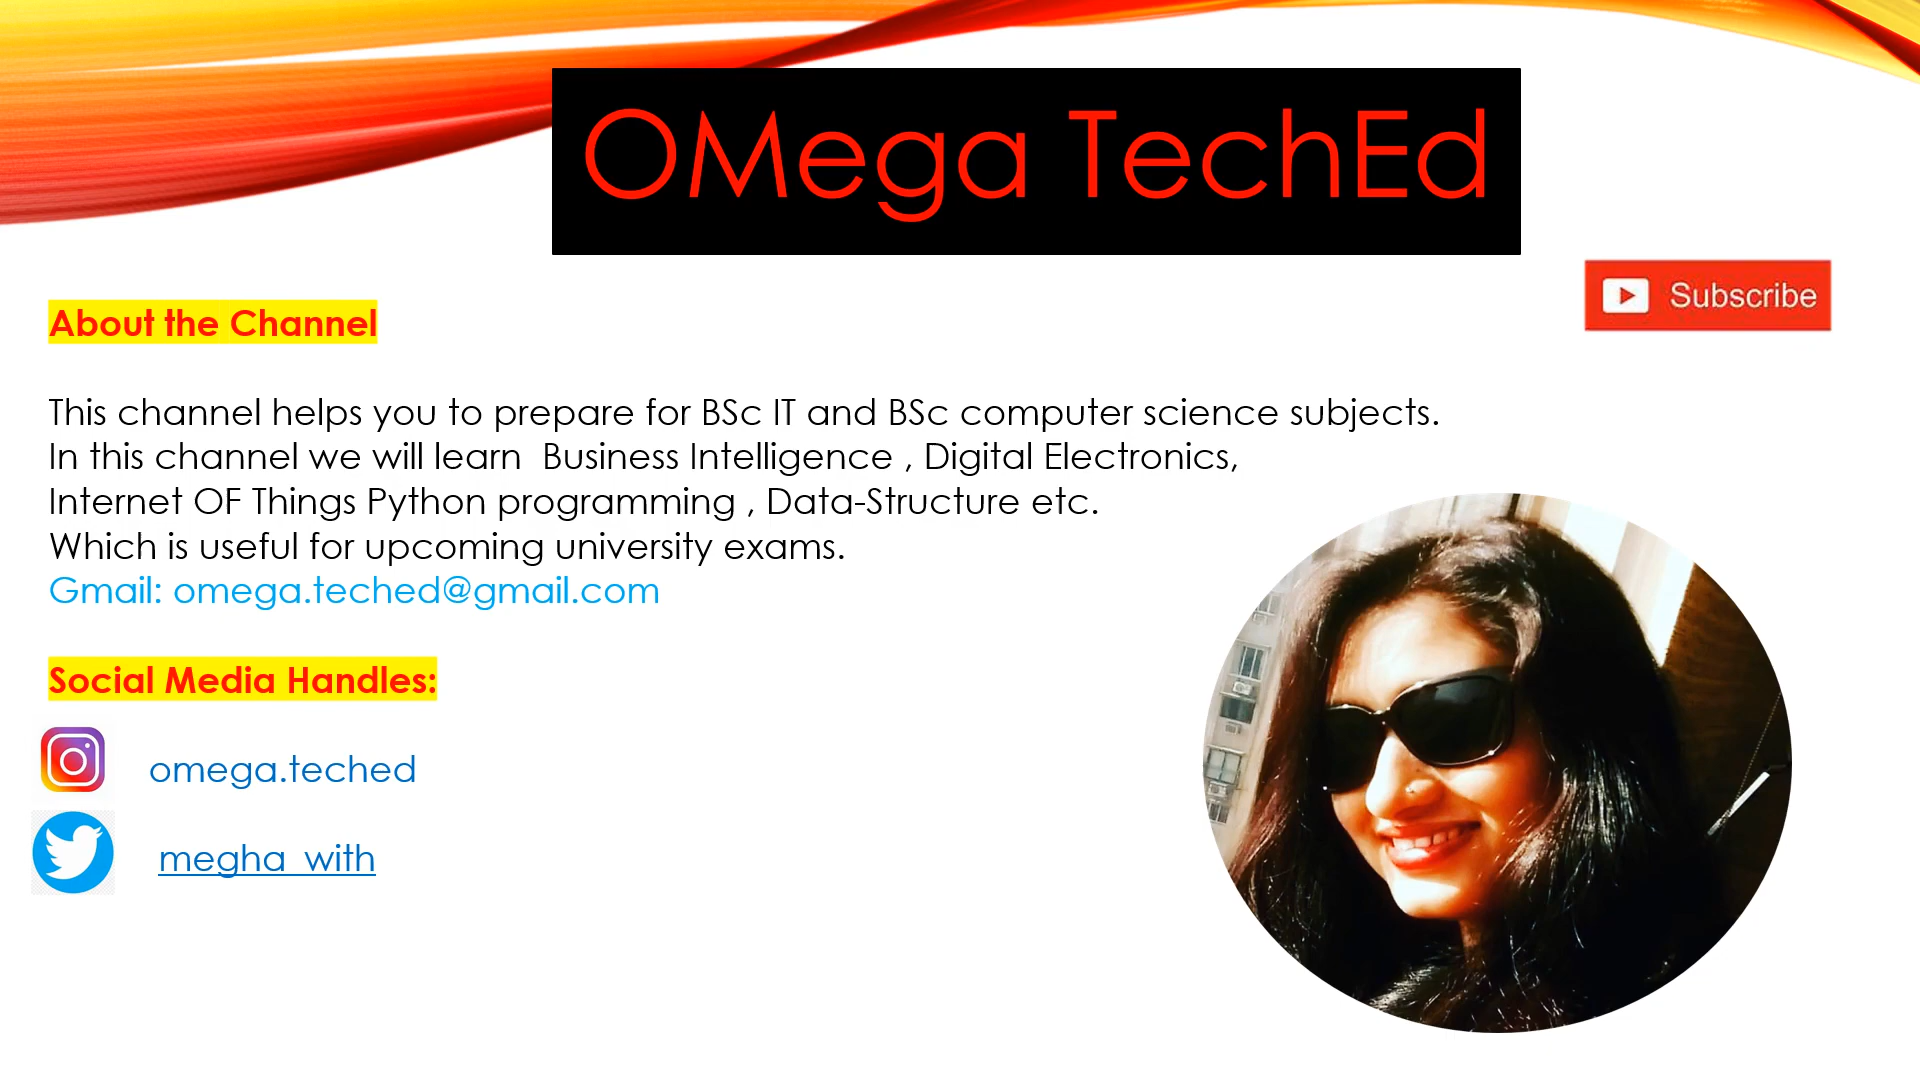 OMega TechEd
Subscribe
About the Channel
This channel helps you to prepare for BSc IT and BSc computer science subjects.
In this channel we will learn  Business Intelligence , Digital Electronics,
Internet OF Things Python programming , Data-Structure etc.
Which is useful for upcoming university exams.
Gmail: omega.teched@gmail.com
Social Media Handles:
omega.teched
megha_with